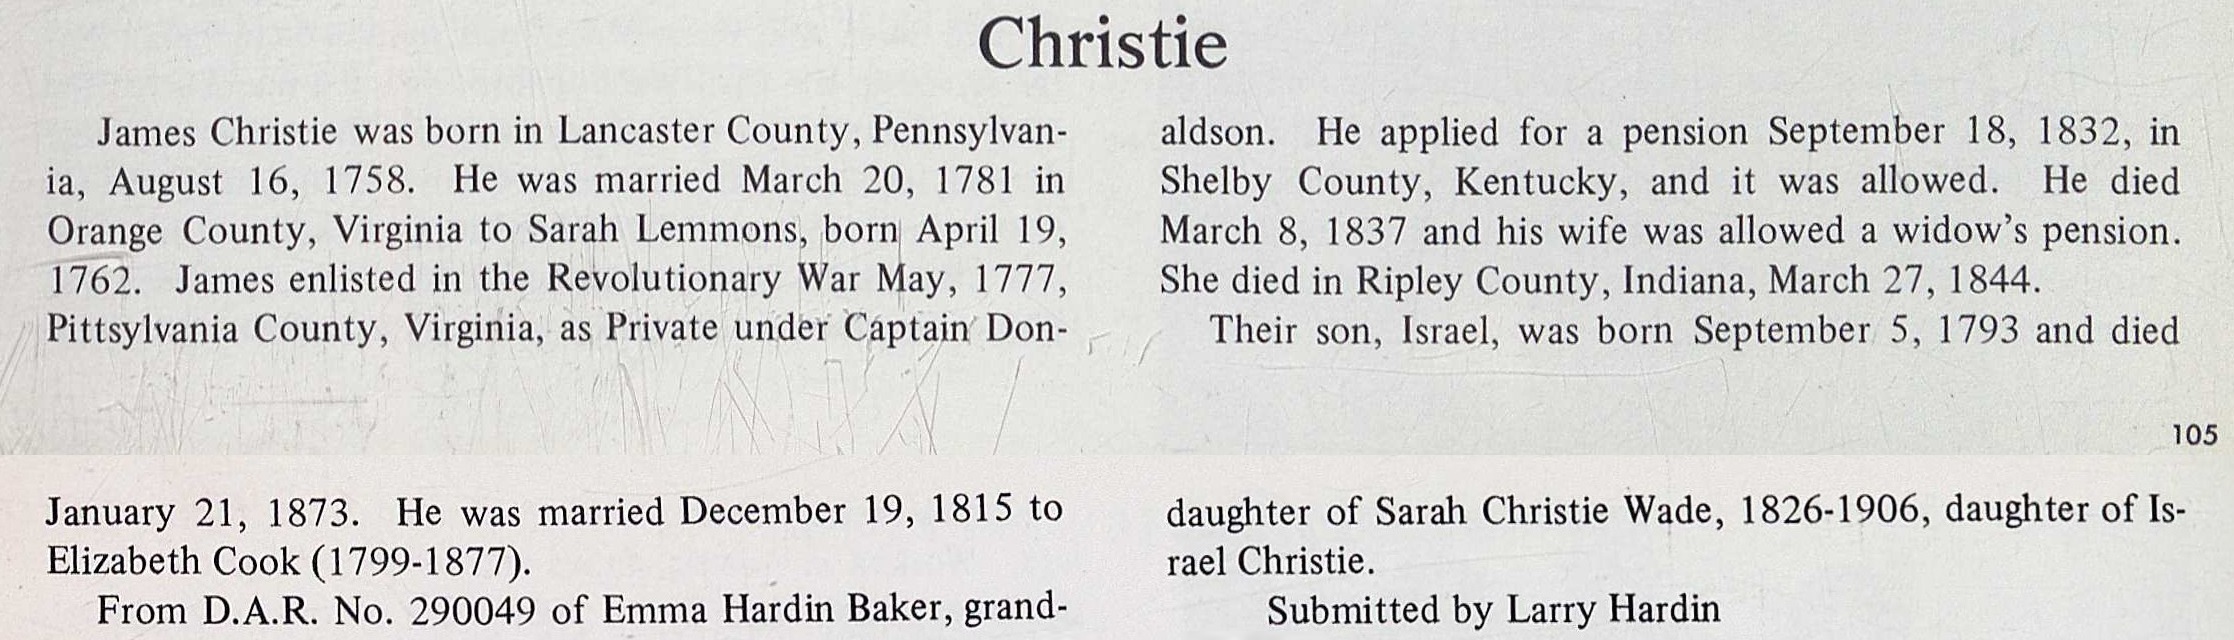 Christie
James Christie was born in Lancaster County, Pennsylvan-
ia, August 16, 1758. He was married March 20, 1781 in
Orange County, Virginia to Sarah Lemmons, born April 19,
1762. James enlisted in the Revolutionary War May, 1777,
Pittsylvania County, Virginia, as Private under Captain Don-
aldson. He applied for a pension September 18, 1832, in
Shelby County, Kentucky, and it was allowed. He died
March 8, 1837 and his wife was allowed a widow's pension.
She died in Ripley County, Indiana, March 27, 1844.
Their son, Israel, was born September 5, 1793 and died
105
January 21, 1873. He was married December 19, 1815 to
Elizabeth Cook (1799-1877).
From D.A.R. No. 290049 of Emma Hardin Baker, grand-
daughter of Sarah Christie Wade, 1826-1906, daughter of Is-
rael Christie.
Submitted by Larry Hardin